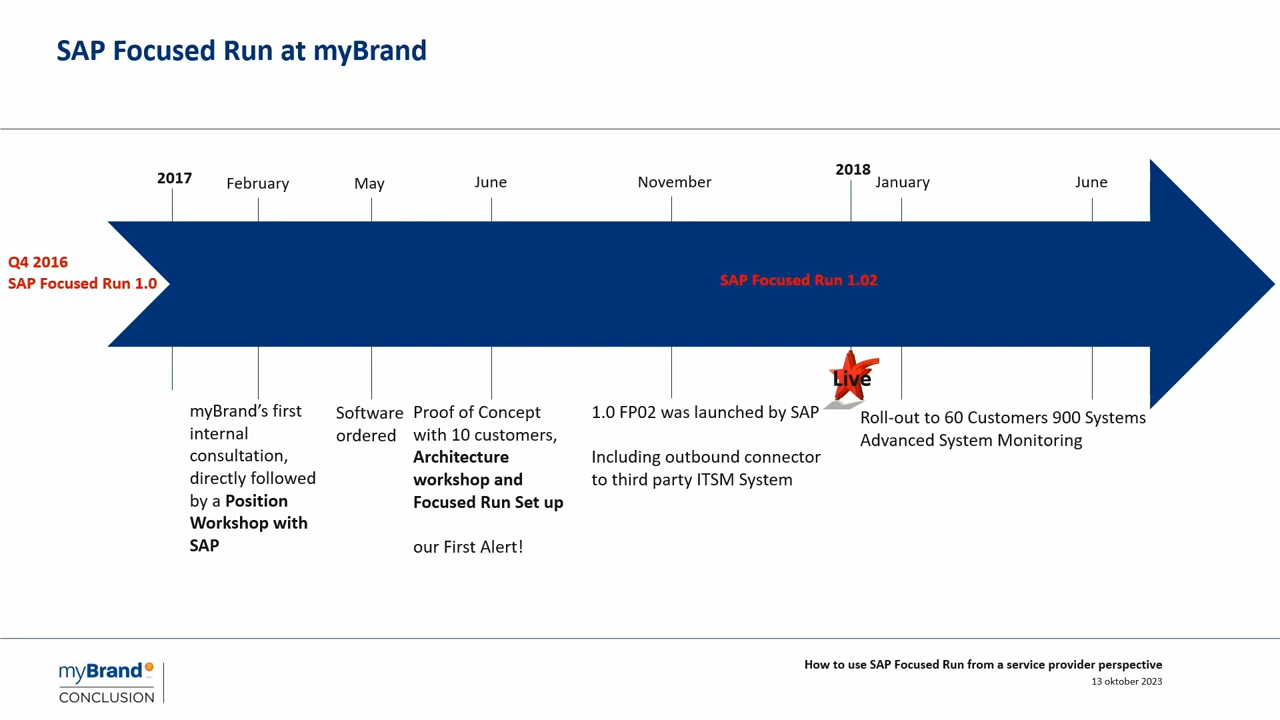 SAP Focused Run at myBrand
2017
February
May
June
November
2018
January
June
Q4 2016
SAP Focused Run 1.0
SAP Focused Run 1.02
Live
myBrand’s first
internal
consultation,
directly followed
by a Position
Workshop with
SAP
Software
ordered
Proof of Concept
with 10 customers,
Architecture
workshop and
Focused Run Set up
our First Alert!
1.0 FP02 was launched by SAP
Including outbound connector
to third party ITSM System
Roll-out to 60 Customers 900 Systems
Advanced System Monitoring
myBrand
CONCLUSION
How to use SAP Focused Run from a service provider perspective
13 oktober 2023